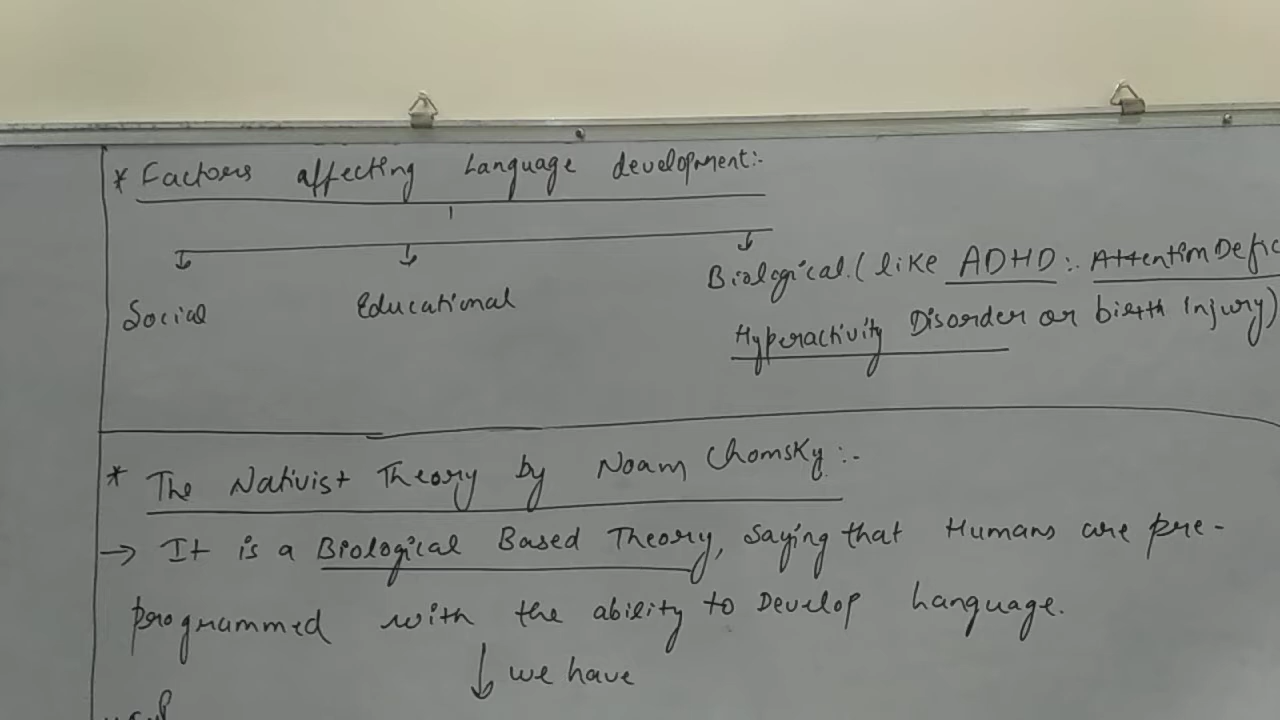 * Factors affecting Language development:-
Social Educational Biological (like ADHD:- Attention Defic
Hyperactivity Disorder or birth Injury)
* The Nativist Theory by Noam Chomsky:-
→ It is a Biological Based Theory, Saying that Humans are pre-
programmed with the ability to Develop Language.
↓ we have